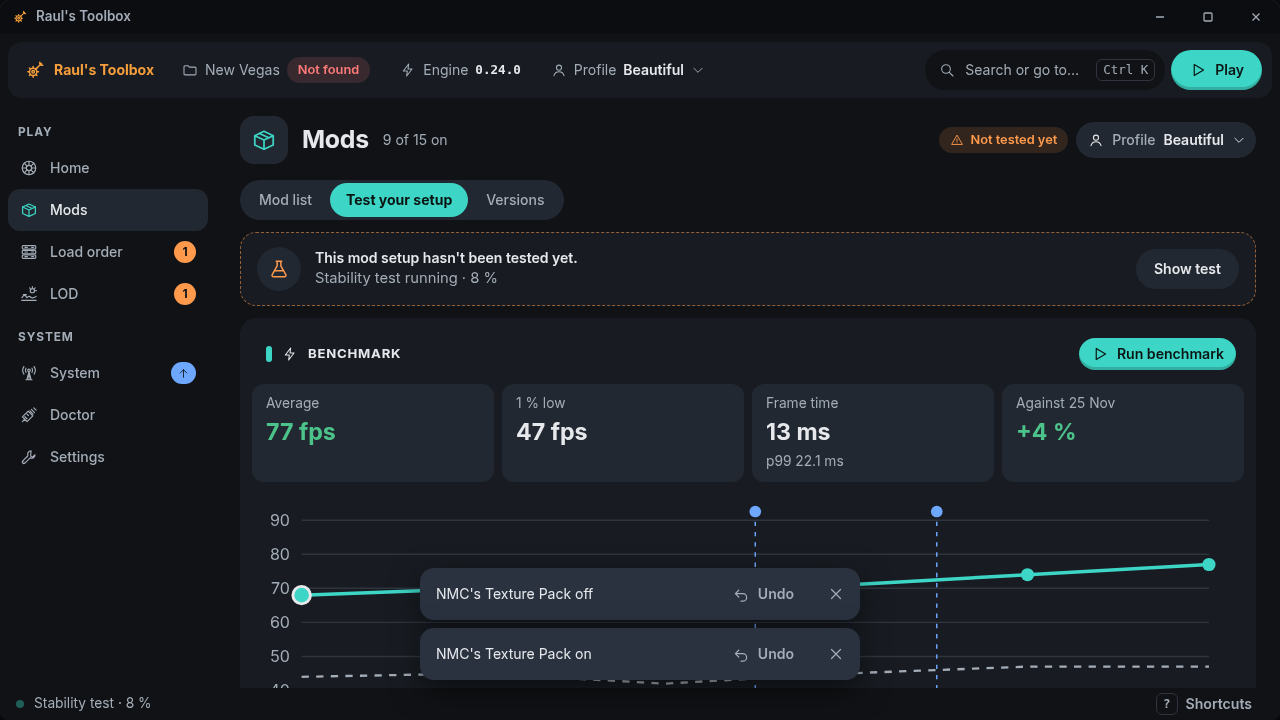 Raul's Toolbox
Raul's Toolbox
New Vegas Not found
Engine 0.24.0
Profile Beautiful
Search or go to... Ctrl K
Play
PLAY
Home
Mods
Load order 1
LOD 1
SYSTEM
System
Doctor
Settings
Mods 9 of 15 on
Not tested yet
Profile Beautiful
Mod list
Test your setup
Versions
This mod setup hasn't been tested yet.
Stability test running · 8 %
Show test
BENCHMARK
Run benchmark
Average
77 fps
1 % low
47 fps
Frame time
13 ms
p99 22.1 ms
Against 25 Nov
+4 %
90
80
70
60
50
NMC's Texture Pack off
Undo
NMC's Texture Pack on
Undo
Stability test · 8 %
? Shortcuts